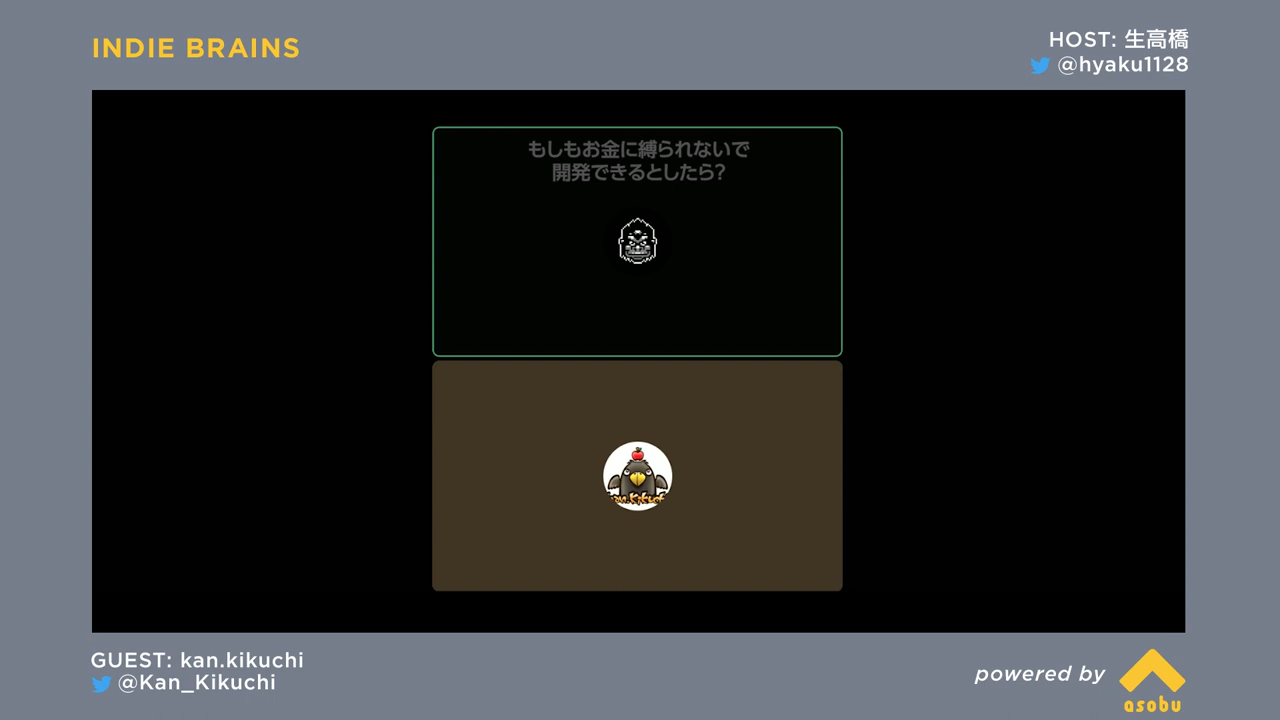 INDIE BRAINS
HOST: 生高橋
@hyaku1128
もしもお金に縛られないで
開発できるとしたら?
GUEST: kan.kikuchi
@Kan_Kikuchi
powered by
asobu